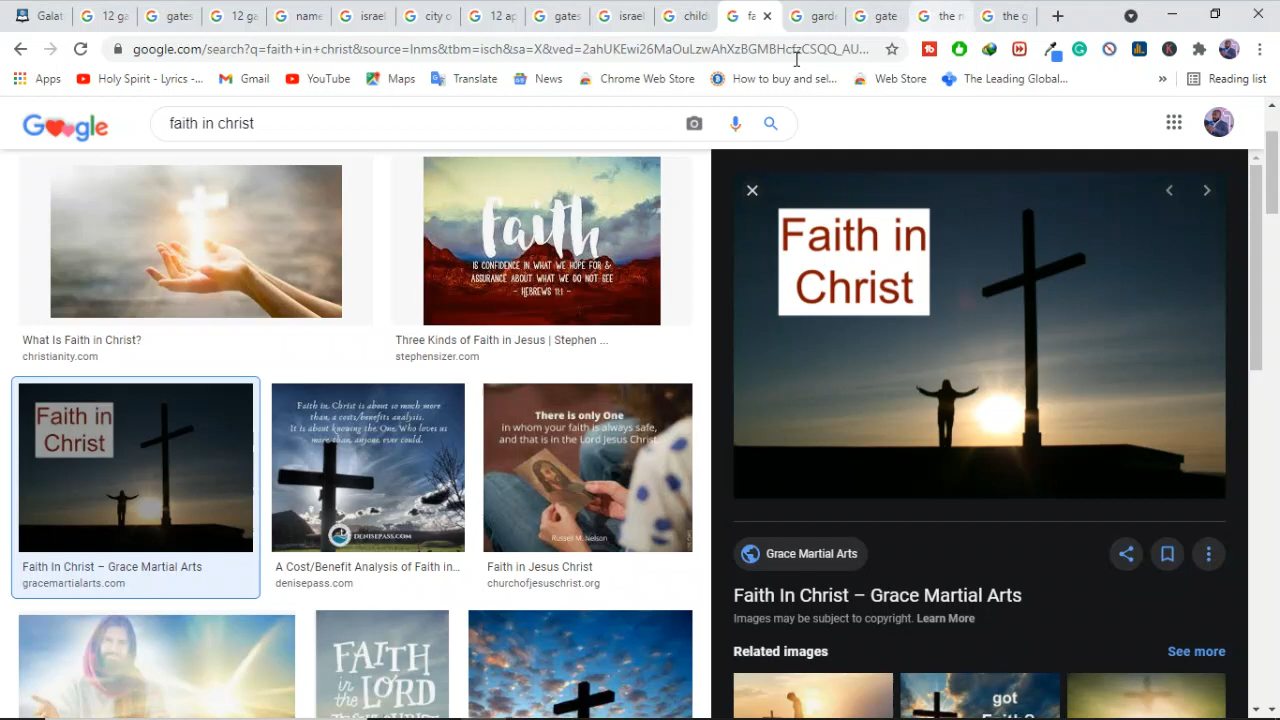 Galat
12 g
gate
12 ga
name
israel
city o
12 ap
gates
israel
child
fa
gard
gate
the n
the g
google.com/search?q=faith+in+christ&source=lnms&tbm=isch&sa=X&ved=
Apps
Holy Spirit - Lyrics -...
Gmail
YouTube
Maps
Translate
News
Chrome Web Store
How to buy and sel...
Web Store
The Leading Global...
»
Reading list
faith in christ
Faith
IS CONFIDENCE IN WHAT WE HOPE FOR &
ASSURANCE ABOUT WHAT WE DO NOT SEE
- HEBREWS 11:1 -
What Is Faith in Christ?
christianity.com
Three Kinds of Faith in Jesus | Stephen ...
stephensizer.com
Faith in
Christ
Faith in Christ is about so much more
than a costs/benefits analysis.
It is about knowing the One Who loves us
more than anyone ever could.
DENISEPASS.COM
There is only One
in whom your faith is always safe,
and that is in the Lord Jesus Christ.
Russell M. Nelson
Faith In Christ – Grace Martial Arts
gracemartialarts.com
A Cost/Benefit Analysis of Faith in...
denisepass.com
Faith in Jesus Christ
churchofjesuschrist.org
FAITH
in the
LORD
Faith in
Christ
Grace Martial Arts
Faith In Christ – Grace Martial Arts
Images may be subject to copyright. Learn More
Related images
See more
got